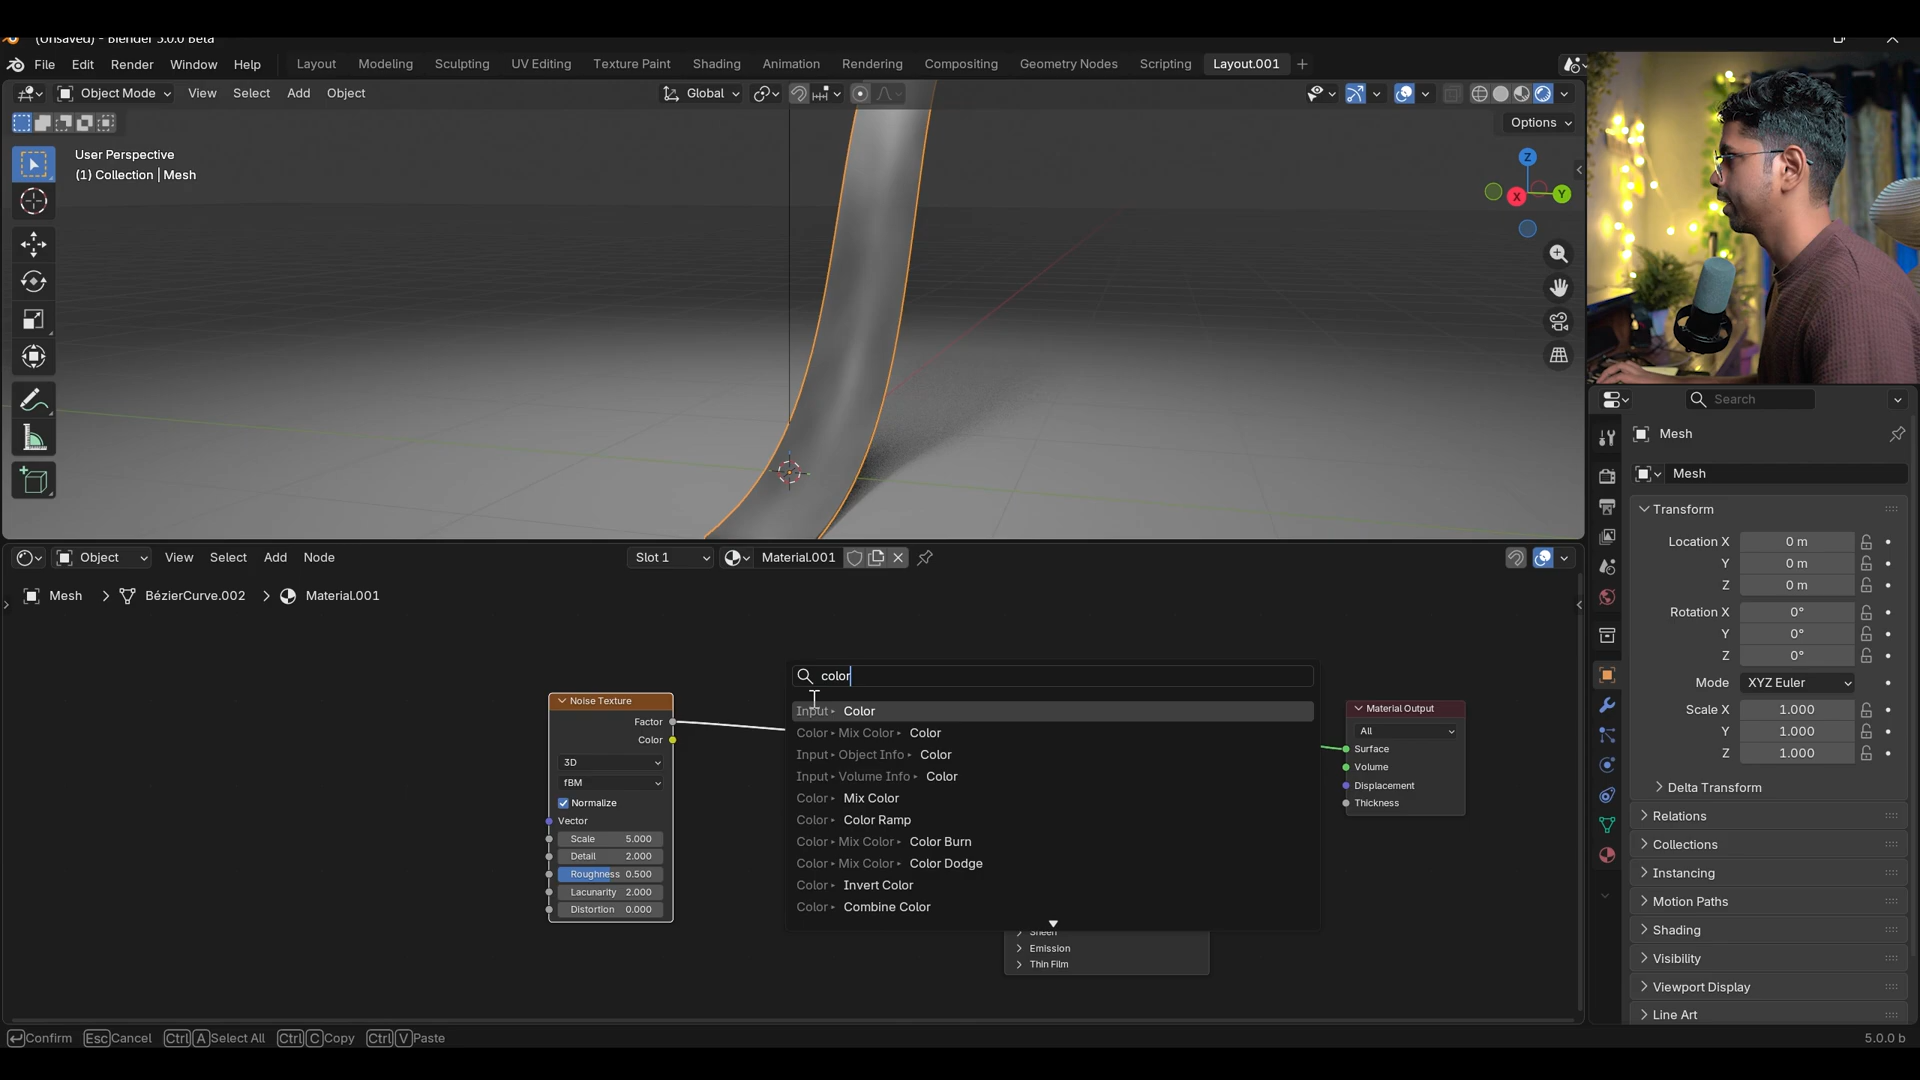 (Unsaved) - Blender 5.0.0 Beta
File Edit Render Window Help
Layout Modeling Sculpting UV Editing Texture Paint Shading Animation Rendering Compositing Geometry Nodes Scripting Layout.001
Object Mode View Select Add Object
Global
Options
User Perspective
(1) Collection | Mesh
Z
Y
X
Object View Select Add Node
Slot 1
Material.001
Mesh > BézierCurve.002 > Material.001
Noise Texture
Factor
Color
3D
fBM
Normalize
Vector
Scale 5.000
Detail 2.000
Roughness 0.500
Lacunarity 2.000
Distortion 0.000
color
Input ▸ Color
Color ▸ Mix Color ▸ Color
Input ▸ Object Info ▸ Color
Input ▸ Volume Info ▸ Color
Color ▸ Mix Color
Color ▸ Color Ramp
Color ▸ Mix Color ▸ Color Burn
Color ▸ Mix Color ▸ Color Dodge
Color ▸ Invert Color
Color ▸ Combine Color
Sheen
Emission
Thin Film
Material Output
All
Surface
Volume
Displacement
Thickness
Search
Mesh
Mesh
Transform
Location X 0 m
Y 0 m
Z 0 m
Rotation X 0°
Y 0°
Z 0°
Mode XYZ Euler
Scale X 1.000
Y 1.000
Z 1.000
Delta Transform
Relations
Collections
Instancing
Motion Paths
Shading
Visibility
Viewport Display
Line Art
Confirm Esc Cancel Ctrl A Select All Ctrl C Copy Ctrl V Paste
5.0.0 b